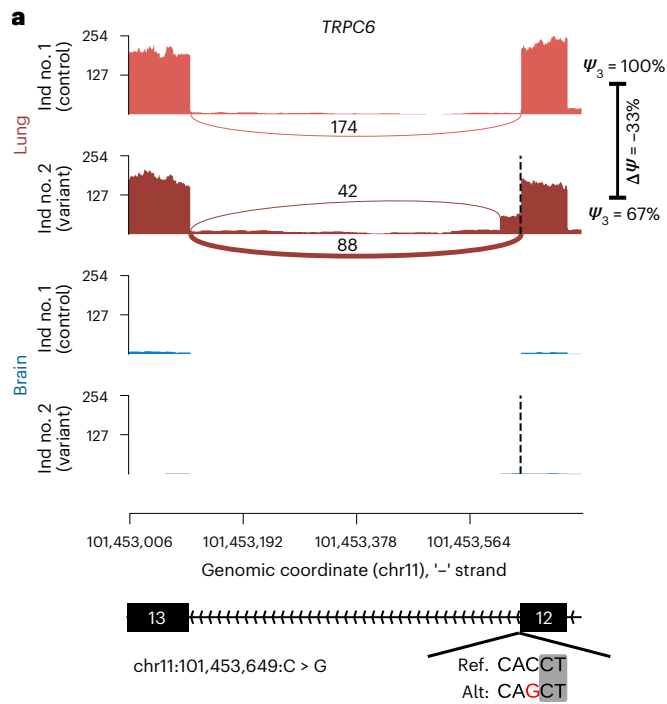 a
TRPC6
Lung
Ind no. 1
(control)
254
127
174
Ψ3 = 100%
ΔΨ = –33%
Ind no. 2
(variant)
254
127
42
88
Ψ3 = 67%
Brain
Ind no. 1
(control)
254
127
Ind no. 2
(variant)
254
127
101,453,006 101,453,192 101,453,378 101,453,564
Genomic coordinate (chr11), '–' strand
13 12
chr11:101,453,649:C > G
Ref. CACCT
Alt: CAGCT